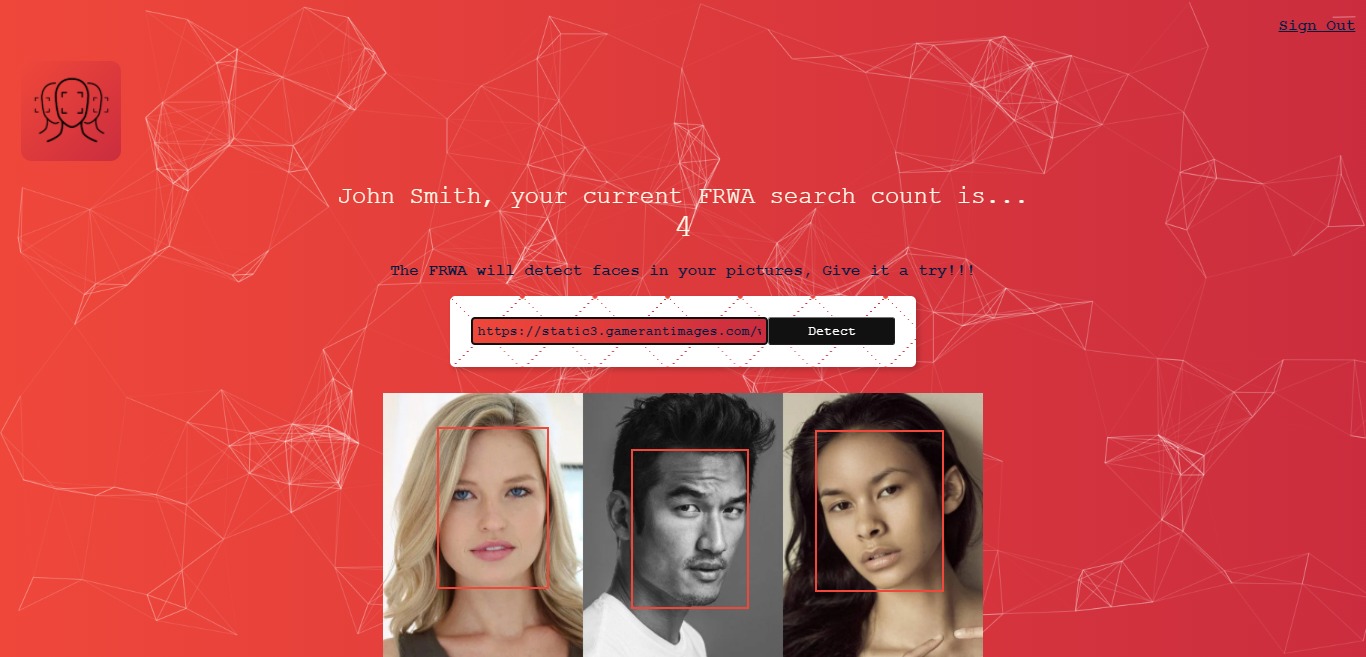 Sign Out
John Smith, your current FRWA search count is...
4
The FRWA will detect faces in your pictures, Give it a try!!!
https://static3.gamerantimages.com/ Detect